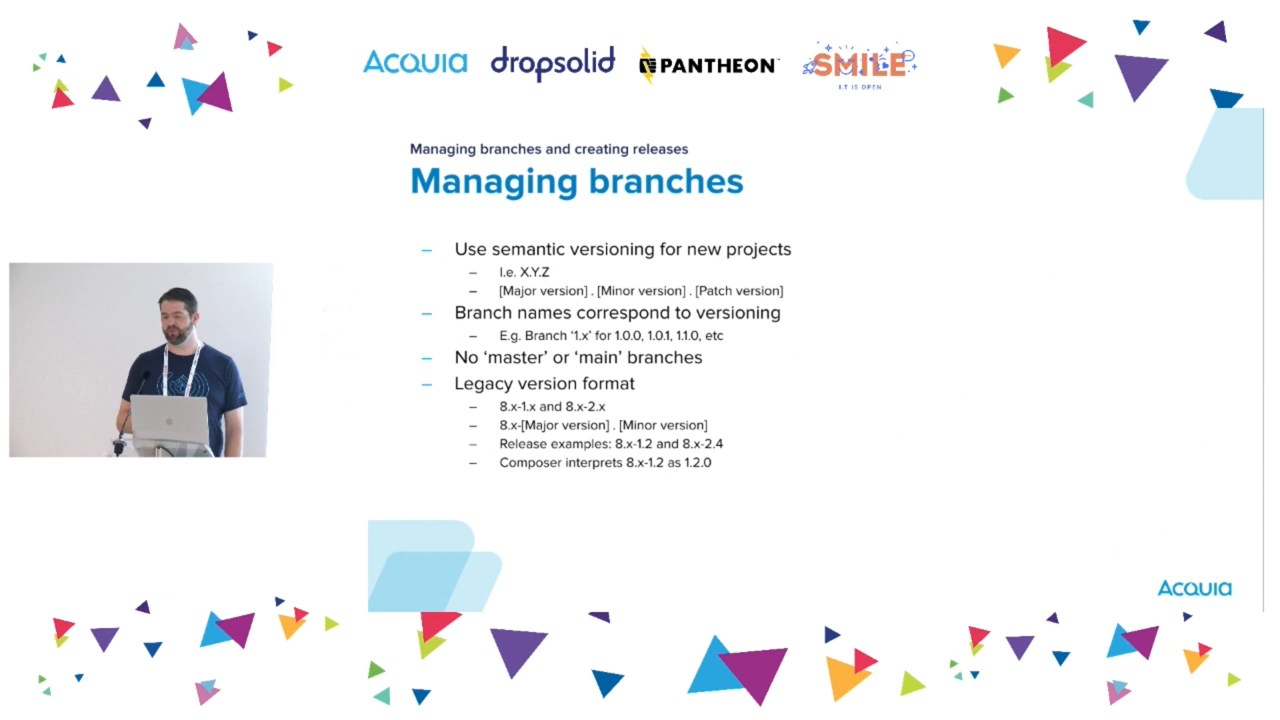 Acquia
dropsolid
PANTHEON
SMILE
I.T IS OPEN
Managing branches and creating releases
Managing branches
– Use semantic versioning for new projects
– I.e. X.Y.Z
– [Major version] . [Minor version] . [Patch version]
– Branch names correspond to versioning
– E.g. Branch ‘1.x’ for 1.0.0, 1.0.1, 1.1.0, etc
– No ‘master’ or ‘main’ branches
– Legacy version format
– 8.x-1.x and 8.x-2.x
– 8.x-[Major version] . [Minor version]
– Release examples: 8.x-1.2 and 8.x-2.4
– Composer interprets 8.x-1.2 as 1.2.0
Acquia